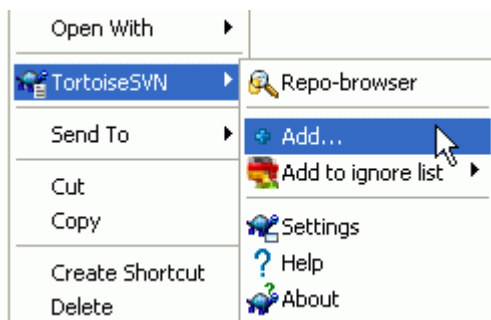 Open With
TortoiseSVN
Send To
Cut
Copy
Create Shortcut
Delete
Repo-browser
Add...
Add to ignore list
Settings
Help
About